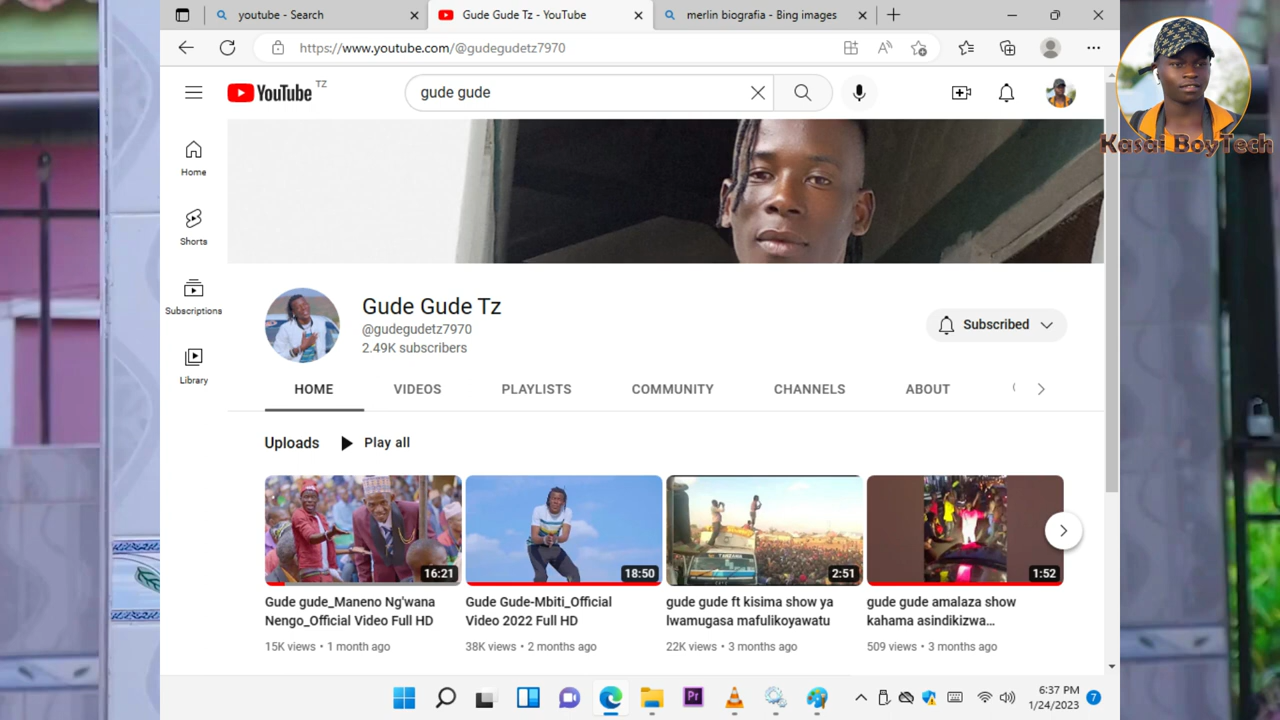 youtube - Search
Gude Gude Tz - YouTube
merlin biografia - Bing images
https://www.youtube.com/@gudegudetz7970
YouTube TZ
gude gude
Kasai BoyTech
Home
Shorts
Subscriptions
Library
Gude Gude Tz
@gudegudetz7970
2.49K subscribers
Subscribed
HOME VIDEOS PLAYLISTS COMMUNITY CHANNELS ABOUT
Uploads Play all
16:21
18:50
2:51
1:52
Gude gude_Maneno Ng'wana
Nengo_Official Video Full HD
15K views • 1 month ago
Gude Gude-Mbiti_Official
Video 2022 Full HD
38K views • 2 months ago
gude gude ft kisima show ya
lwamugasa mafulikoyawatu
22K views • 3 months ago
gude gude amalaza show
kahama asindikizwa…
509 views • 3 months ago
Pr
6:37 PM
1/24/2023
7